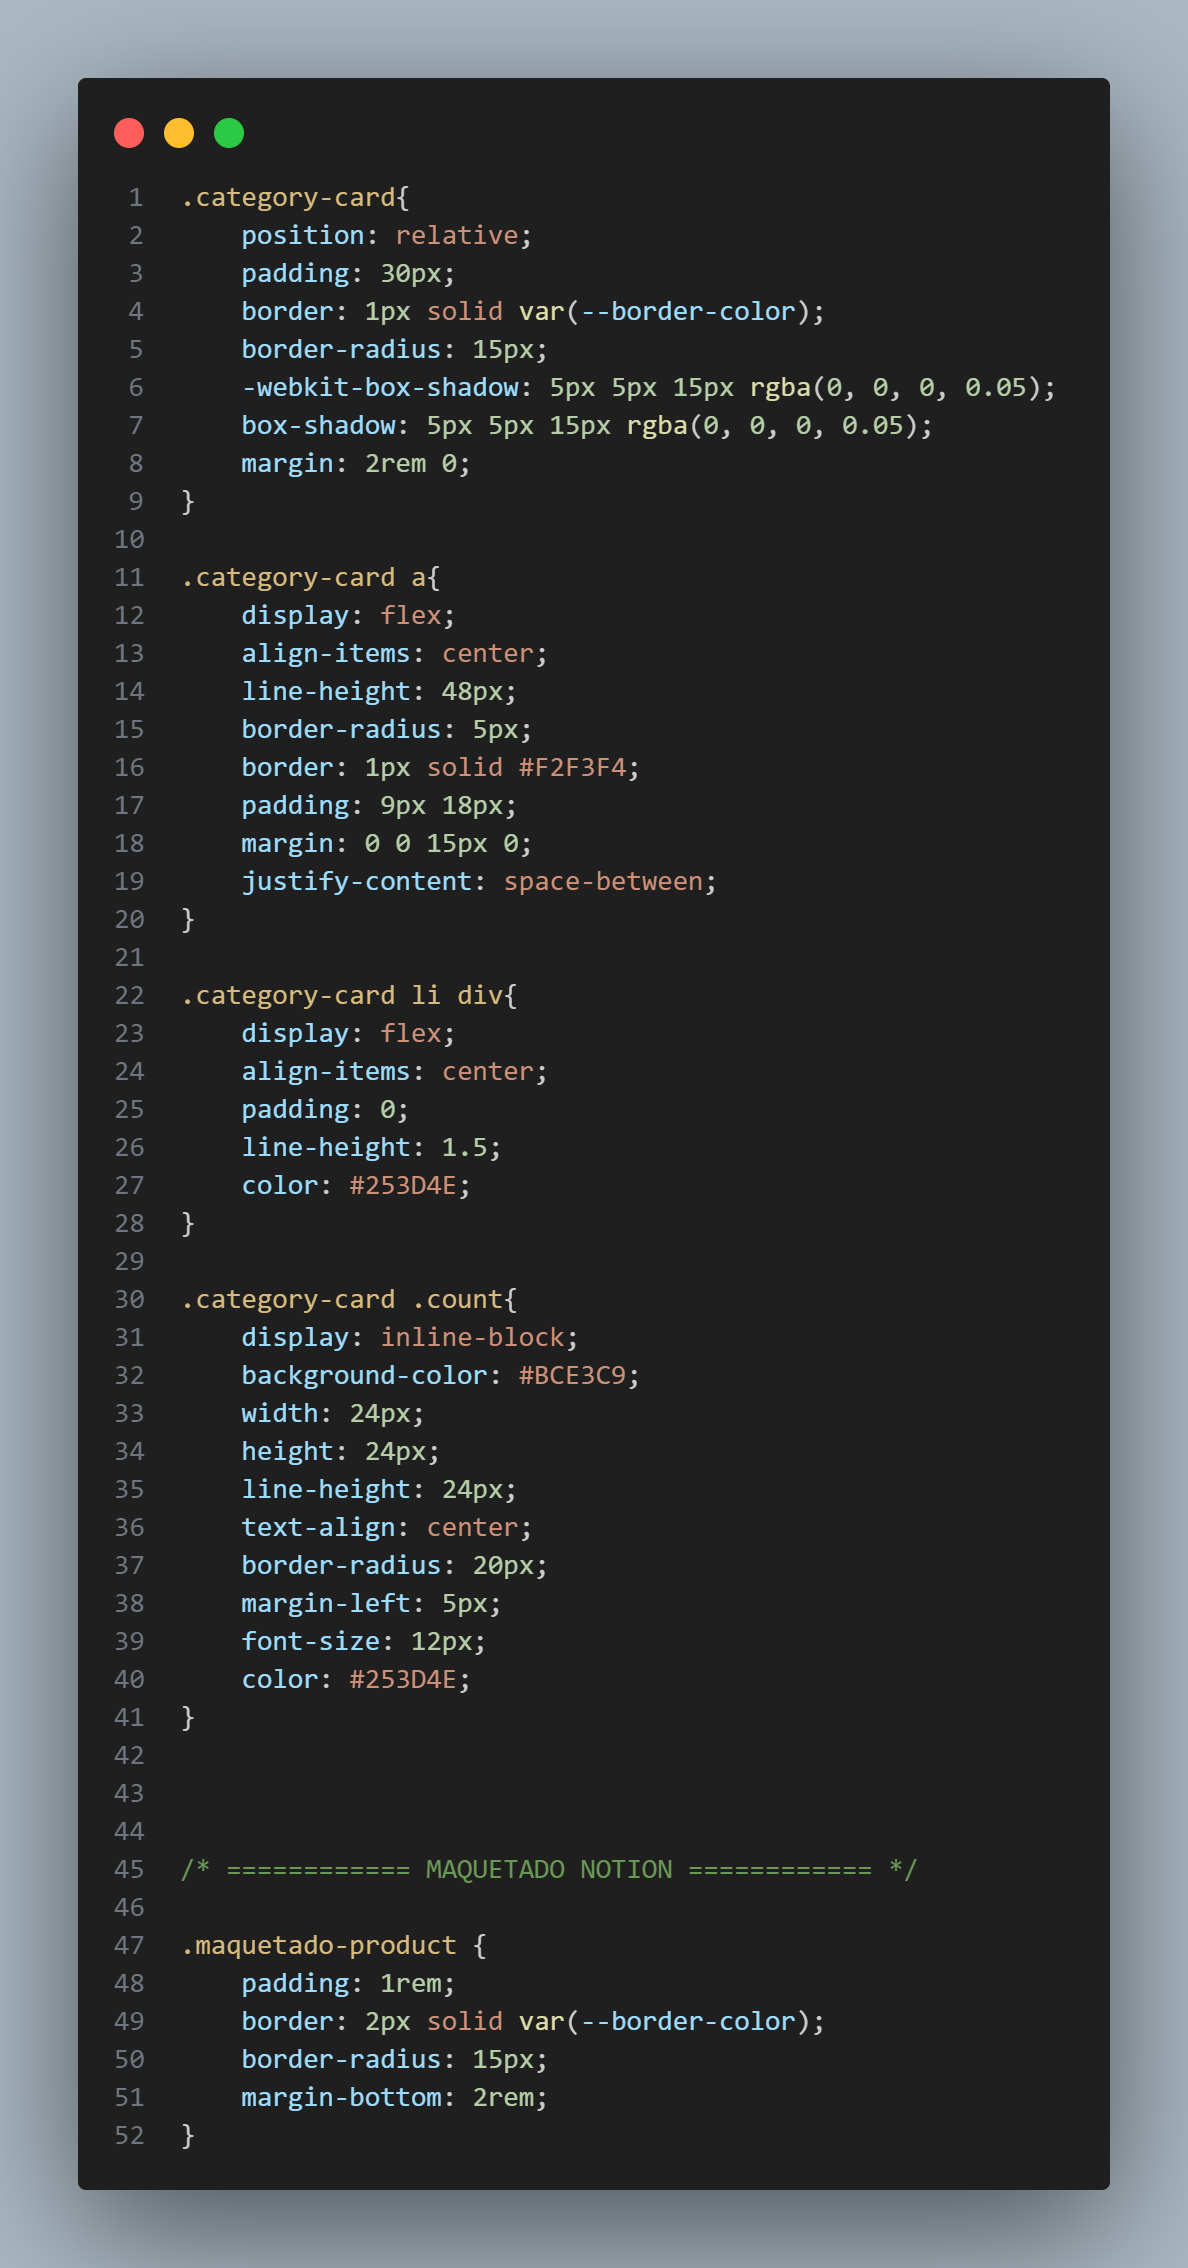 1 .category-card{
2     position: relative;
3     padding: 30px;
4     border: 1px solid var(--border-color);
5     border-radius: 15px;
6     -webkit-box-shadow: 5px 5px 15px rgba(0, 0, 0, 0.05);
7     box-shadow: 5px 5px 15px rgba(0, 0, 0, 0.05);
8     margin: 2rem 0;
9 }
10
11 .category-card a{
12     display: flex;
13     align-items: center;
14     line-height: 48px;
15     border-radius: 5px;
16     border: 1px solid #F2F3F4;
17     padding: 9px 18px;
18     margin: 0 0 15px 0;
19     justify-content: space-between;
20 }
21
22 .category-card li div{
23     display: flex;
24     align-items: center;
25     padding: 0;
26     line-height: 1.5;
27     color: #253D4E;
28 }
29
30 .category-card .count{
31     display: inline-block;
32     background-color: #BCE3C9;
33     width: 24px;
34     height: 24px;
35     line-height: 24px;
36     text-align: center;
37     border-radius: 20px;
38     margin-left: 5px;
39     font-size: 12px;
40     color: #253D4E;
41 }
42
43
44
45 /* ============ MAQUETADO NOTION ============ */
46
47 .maquetado-product {
48     padding: 1rem;
49     border: 2px solid var(--border-color);
50     border-radius: 15px;
51     margin-bottom: 2rem;
52 }